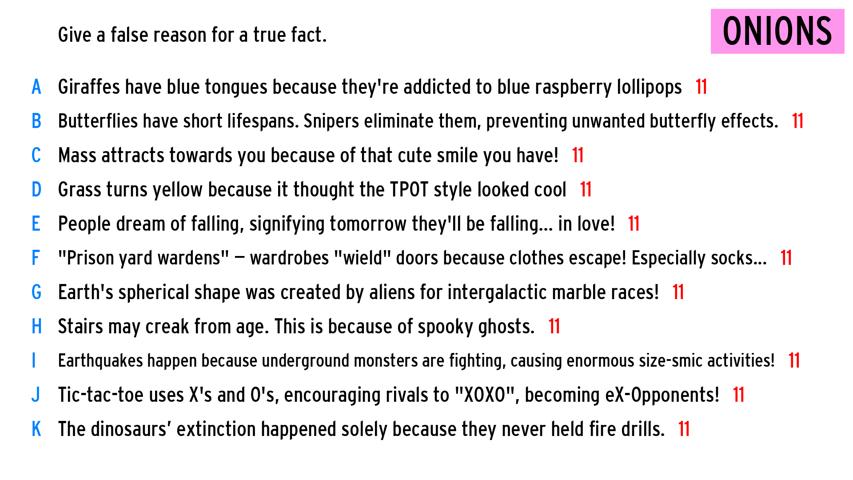 Give a false reason for a true fact.
ONIONS
A Giraffes have blue tongues because they're addicted to blue raspberry lollipops 11
B Butterflies have short lifespans. Snipers eliminate them, preventing unwanted butterfly effects. 11
C Mass attracts towards you because of that cute smile you have! 11
D Grass turns yellow because it thought the TPOT style looked cool 11
E People dream of falling, signifying tomorrow they'll be falling... in love! 11
F "Prison yard wardens" – wardrobes "wield" doors because clothes escape! Especially socks... 11
G Earth's spherical shape was created by aliens for intergalactic marble races! 11
H Stairs may creak from age. This is because of spooky ghosts. 11
I Earthquakes happen because underground monsters are fighting, causing enormous size-smic activities! 11
J Tic-tac-toe uses X's and O's, encouraging rivals to "XOXO", becoming eX-Opponents! 11
K The dinosaurs’ extinction happened solely because they never held fire drills. 11